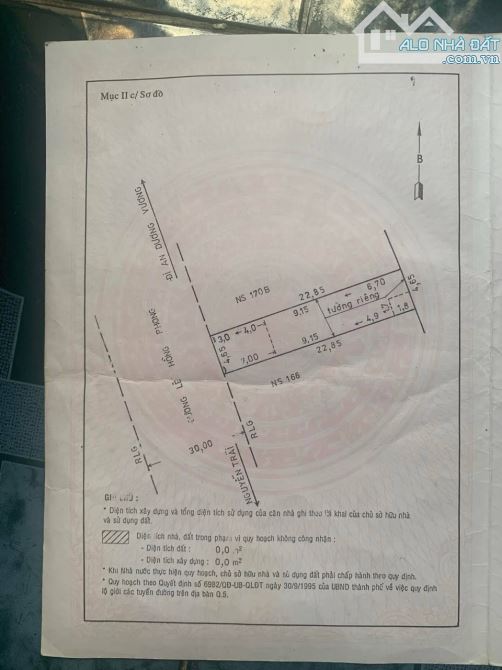 ALO NHÀ ĐẤT
.com.vn
Mục II c/ Sơ đồ
B
ĐI AN DƯƠNG VƯƠNG
NS 170B
22,85
6,70
4,65
9,15
tường riêng
3,0
4,0
4,65
7,00
9,15
4,9
1,8
22,85
NS 166
LÊ HỒNG PHONG
RLG
30,00
RLG
NGUYỄN TRÃI
GHI CHÚ :
* Diện tích xây dựng và tổng diện tích sử dụng của căn nhà ghi theo lời khai của chủ sở hữu nhà
và sử dụng đất.
Diện tích nhà, đất trong phạm vi quy hoạch không công nhận :
- Diện tích đất : 0,0 m²
- Diện tích xây dựng : 0,0 m²
* Khi Nhà nước thực hiện quy hoạch, chủ sở hữu nhà và sử dụng đất phải chấp hành theo quy định.
* Quy hoạch theo Quyết định số 6982/QĐ-UB-QLĐT ngày 30/9/1995 của UBND thành phố về việc quy định
lộ giới các tuyến đường trên địa bàn Q.5.